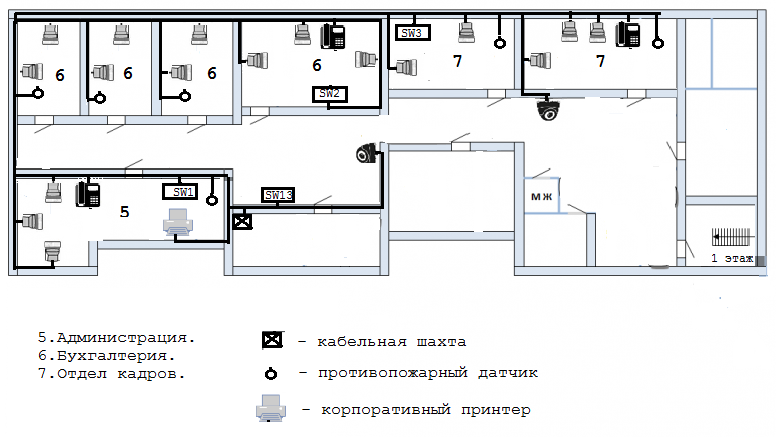 SW3
6 6 6 6 7 7
SW2
SW1
SW13
5
мж
1 этаж
5.Администрация.
6.Бухгалтерия.
7.Отдел кадров.
– кабельная шахта
– противопожарный датчик
– корпоративный принтер